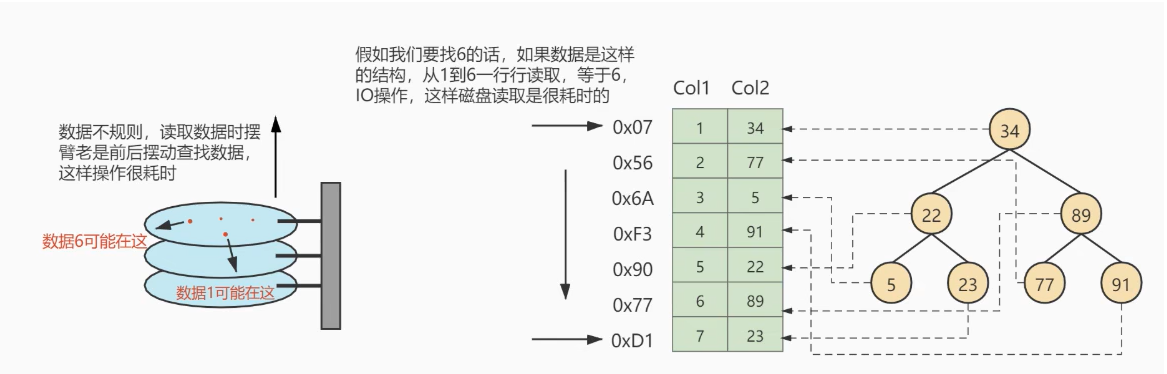 假如我们要找6的话，如果数据是这样
的结构，从1到6一行行读取，等于6，
IO操作，这样磁盘读取是很耗时的
数据不规则，读取数据时摆
臂老是前后摆动查找数据，
这样操作很耗时
数据6可能在这
数据1可能在这
Col1 Col2
0x07 1 34
0x56 2 77
0x6A 3 5
0xF3 4 91
0x90 5 22
0x77 6 89
0xD1 7 23
34
22 89
5 23 77 91